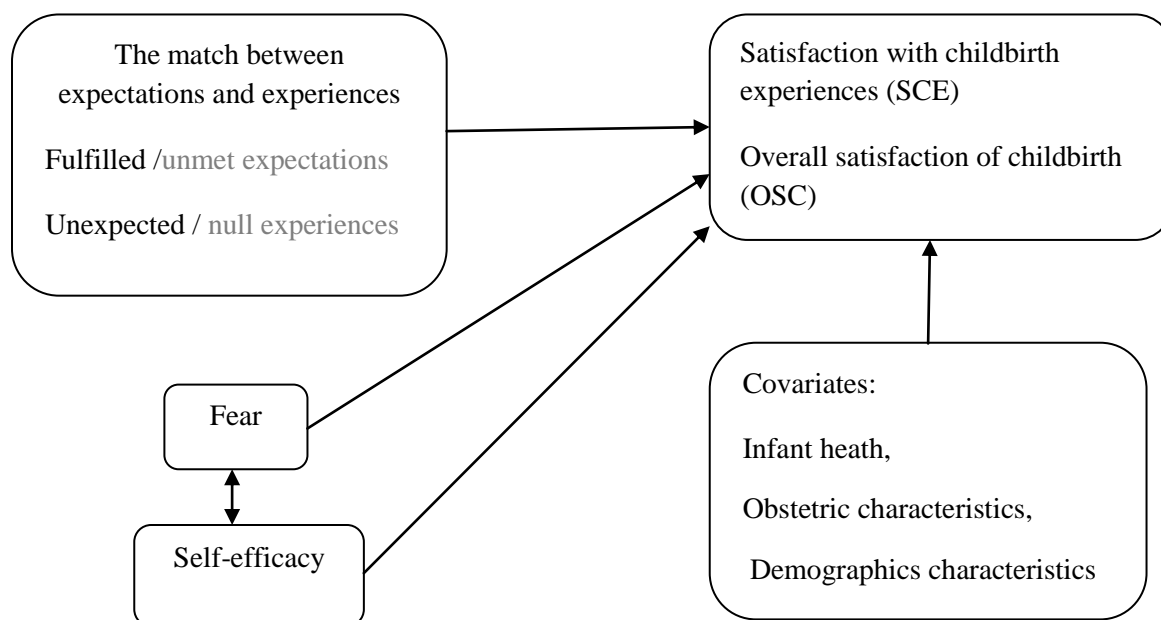 The match between
expectations and experiences
Fulfilled /unmet expectations
Unexpected / null experiences
Satisfaction with childbirth
experiences (SCE)
Overall satisfaction of childbirth
(OSC)
Fear
Self-efficacy
Covariates:
Infant heath,
Obstetric characteristics,
Demographics characteristics